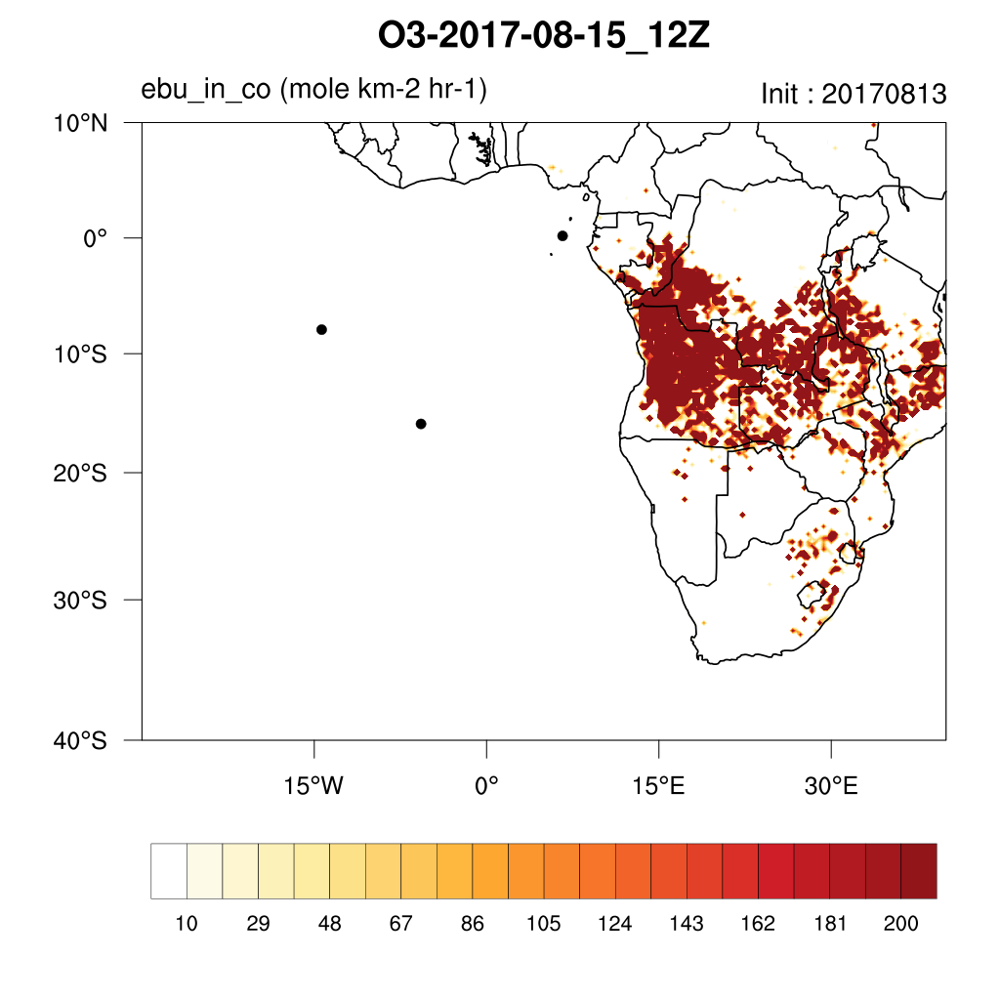 O3-2017-08-15_12Z
ebu_in_co (mole km-2 hr-1)
Init : 20170813
10°N
0°
10°S
20°S
30°S
40°S
15°W 0° 15°E 30°E
10 29 48 67 86 105 124 143 162 181 200